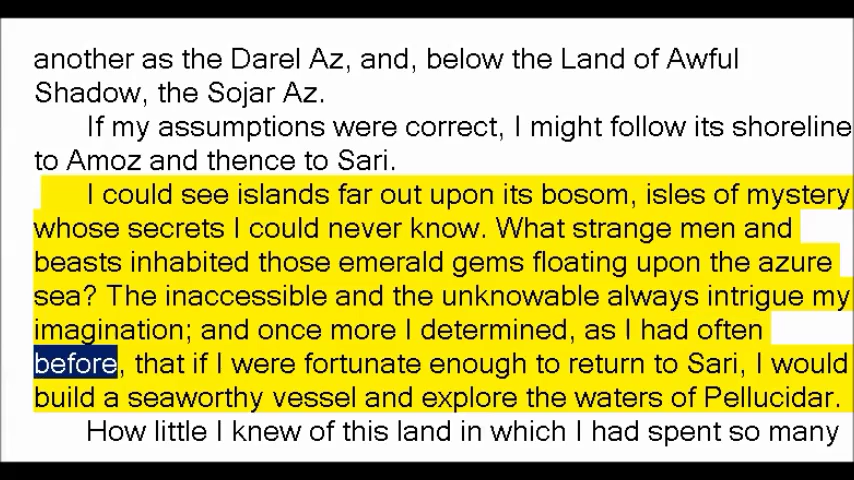 another as the Darel Az, and, below the Land of Awful
Shadow, the Sojar Az.
If my assumptions were correct, I might follow its shoreline
to Amoz and thence to Sari.
I could see islands far out upon its bosom, isles of mystery
whose secrets I could never know. What strange men and
beasts inhabited those emerald gems floating upon the azure
sea? The inaccessible and the unknowable always intrigue my
imagination; and once more I determined, as I had often
before, that if I were fortunate enough to return to Sari, I would
build a seaworthy vessel and explore the waters of Pellucidar.
How little I knew of this land in which I had spent so many